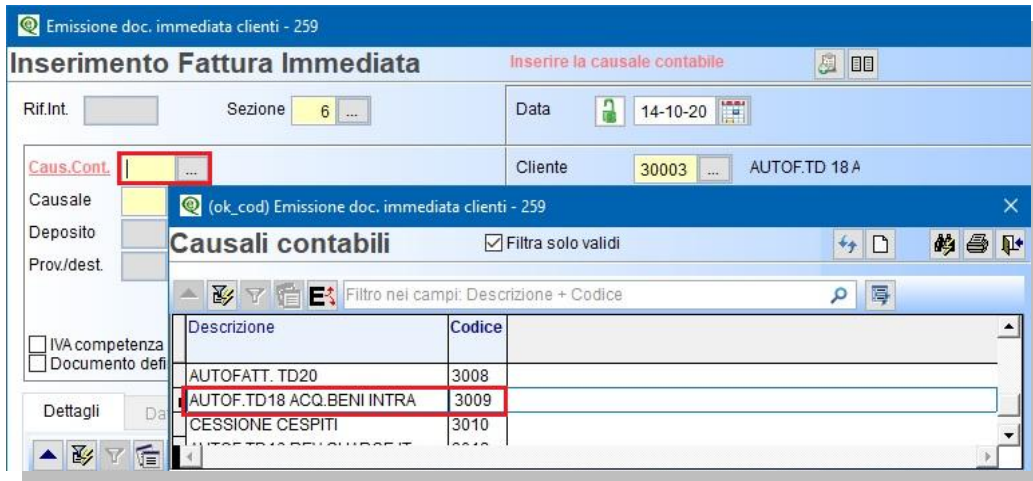 Emissione doc. immediata clienti - 259
Inserimento Fattura Immediata
Inserire la causale contabile
Rif.Int.
Sezione 6 ...
Data 14-10-20
Caus.Cont. ...
Cliente 30003 ... AUTOF.TD 18 A
Causale
Deposito
Prov./dest.
IVA competenza
Documento defi
Dettagli
Da
(ok_cod) Emissione doc. immediata clienti - 259
Causali contabili
Filtra solo validi
Filtro nei campi: Descrizione + Codice
Descrizione Codice
AUTOFATT. TD20 3008
AUTOF.TD18 ACQ.BENI INTRA 3009
CESSIONE CESPITI 3010